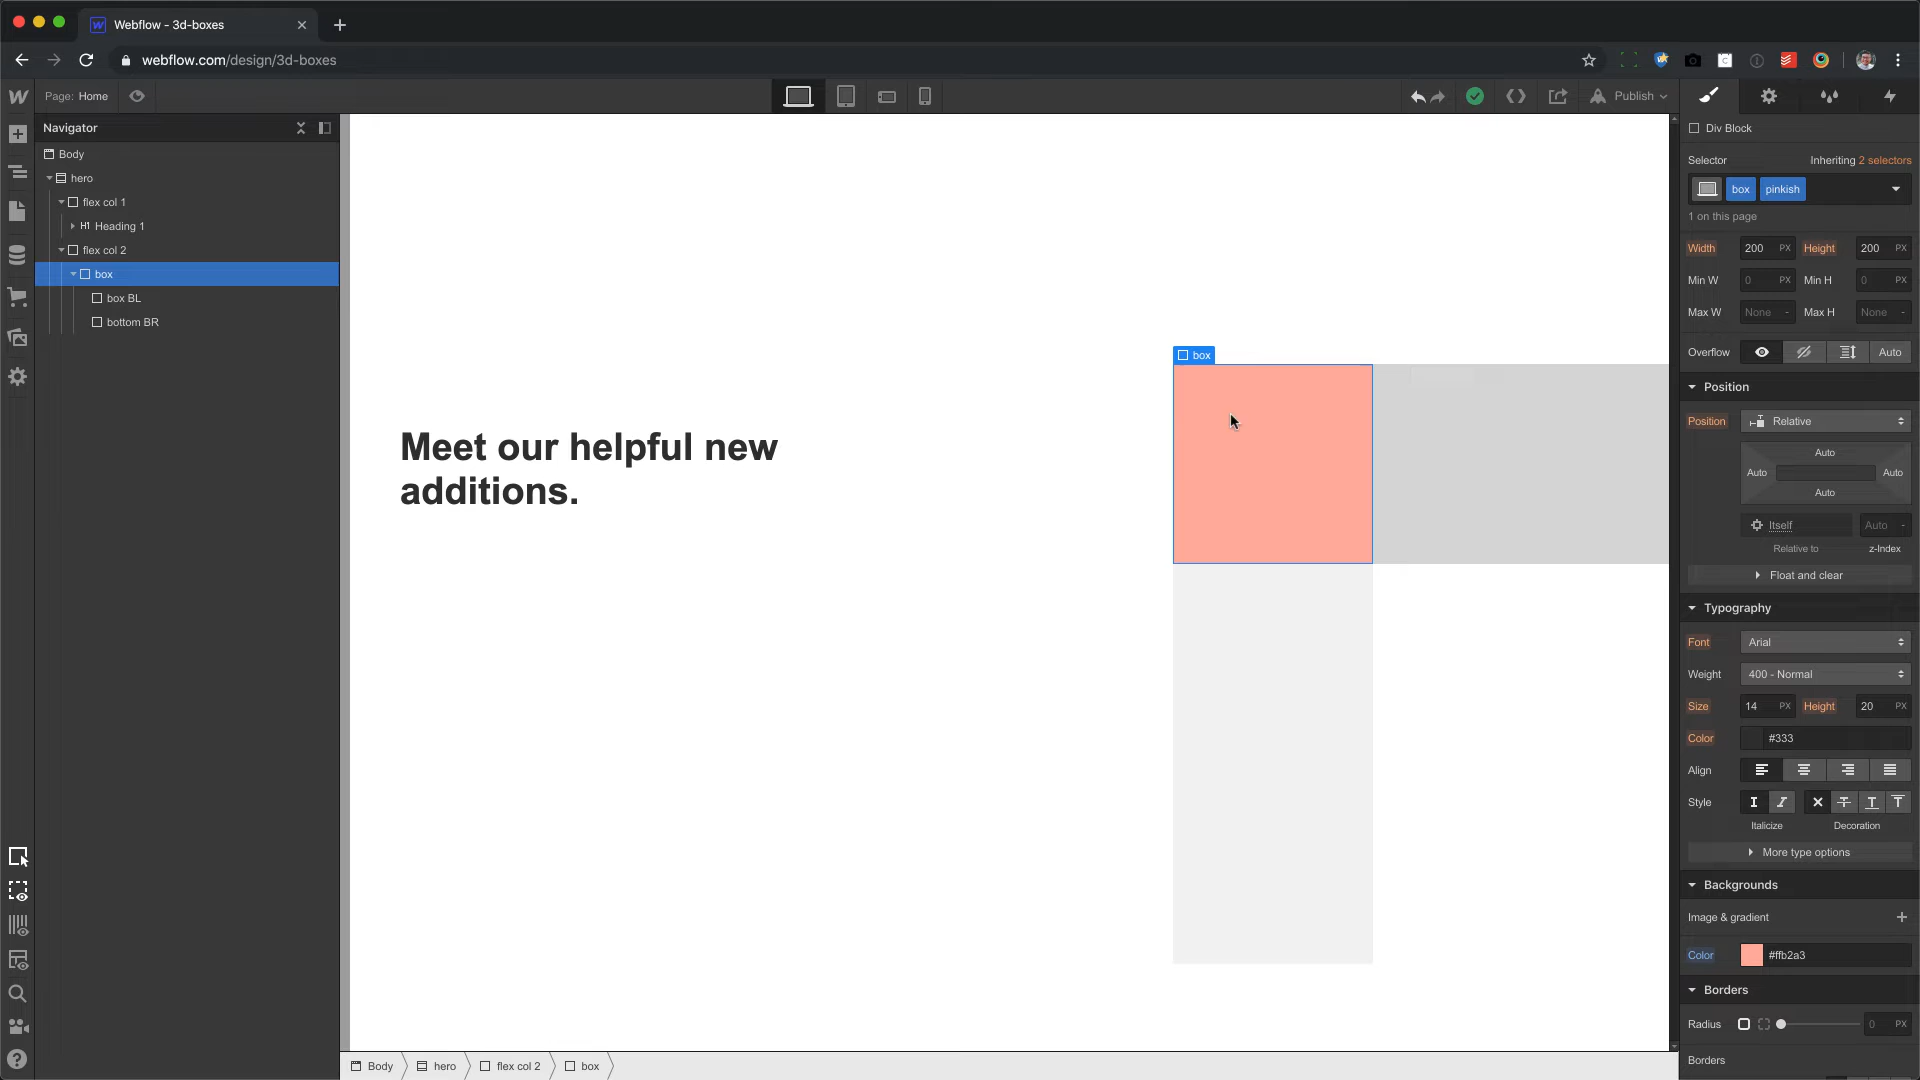 Webflow - 3d-boxes
webflow.com/design/3d-boxes
Page: Home
Publish
Navigator
Body
hero
flex col 1
H1 Heading 1
flex col 2
box
box BL
bottom BR
box
Meet our helpful new
additions.
Body
hero
flex col 2
box
Div Block
Selector
Inheriting 2 selectors
box
pinkish
1 on this page
Width 200 PX Height 200 PX
Min W 0 PX Min H 0 PX
Max W None - Max H None -
Overflow Auto
Position
Position Relative
Auto
Auto Auto
Auto
Itself Auto -
Relative to z-Index
Float and clear
Typography
Font Arial
Weight 400 - Normal
Size 14 PX Height 20 PX
Color #333
Align
Style
Italicize Decoration
More type options
Backgrounds
Image & gradient
Color #ffb2a3
Borders
Radius 0 PX
Borders